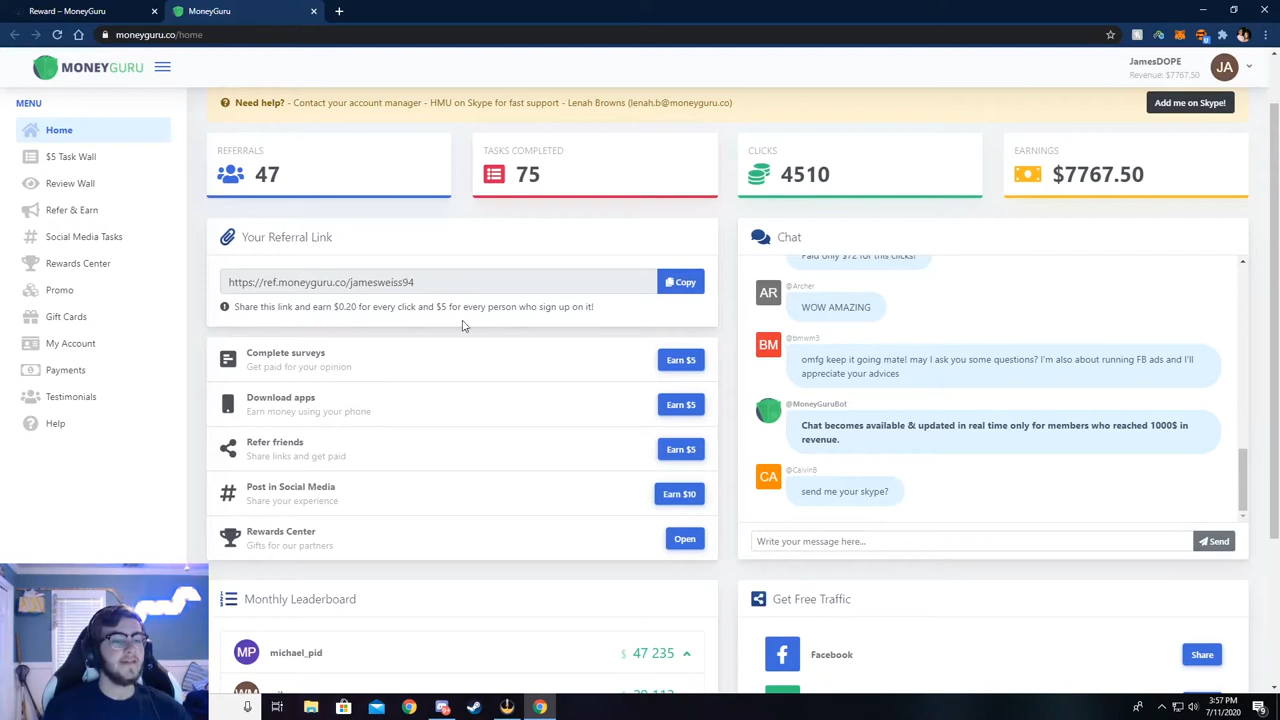 Reward – MoneyGuru
MoneyGuru
moneyguru.co/home
MONEYGURU
JamesDOPE
Revenue: $7767.50
JA
MENU
Home
$5 Task Wall
Review Wall
Refer & Earn
Social Media Tasks
Rewards Center
Promo
Gift Cards
My Account
Payments
Testimonials
Help
Need help? - Contact your account manager - HMU on Skype for fast support - Lenah Browns (lenah.b@moneyguru.co)
Add me on Skype!
REFERRALS
47
TASKS COMPLETED
75
CLICKS
4510
EARNINGS
$7767.50
Your Referral Link
https://ref.moneyguru.co/jamesweiss94
Copy
Share this link and earn $0.20 for every click and $5 for every person who sign up on it!
Complete surveys
Get paid for your opinion
Earn $5
Download apps
Earn money using your phone
Earn $5
Refer friends
Share links and get paid
Earn $5
Post in Social Media
Share your experience
Earn $10
Rewards Center
Gifts for our partners
Open
Chat
Paid only $72 for this clicks!
@Archer
AR
WOW AMAZING
@bmwm3
BM
omfg keep it going mate! may I ask you some questions? I'm also about running FB ads and I'll
appreciate your advices
@MoneyGuruBot
Chat becomes available & updated in real time only for members who reached 1000$ in
revenue.
@CalvinB
CA
send me your skype?
Write your message here...
Send
Monthly Leaderboard
MP
michael_pid
$ 47 235
Get Free Traffic
Facebook
Share
3:57 PM
7/11/2020